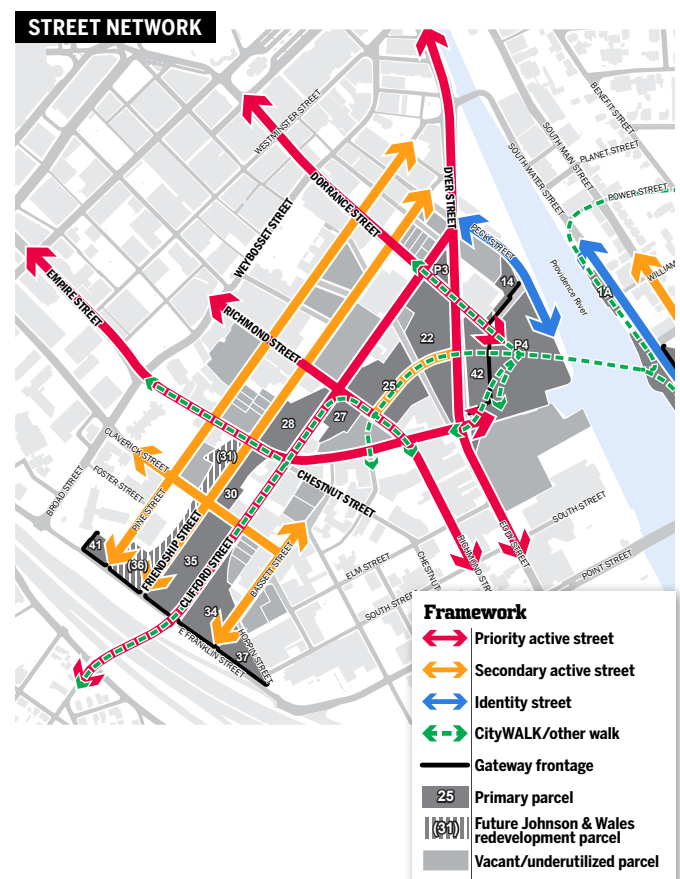 STREET NETWORK
BENEFIT STREET
WESTMINSTER STREET
SOUTH MAIN STREET
PLANET STREET
SOUTH WATER STREET
DYER STREET
DORRANCE STREET
POWER STREET
WEYBOSSET STREET
PECK STREET
P3
14
Providence River
WILLIAM
1A
EMPIRE STREET
RICHMOND STREET
22
P4
42
25
27
28
CLAVERICK STREET
(31)
FOSTER STREET
BROAD STREET
CHESTNUT STREET
30
PINE STREET
FRIENDSHIP STREET
SOUTH STREET
EDDY STREET
41
(36)
35
CLIFFORD STREET
BASSETT STREET
ELM STREET
CHESTNUT
RICHMOND STR
POINT STREET
SOUTH STREE
34
HOPPIN STREET
E FRANKLIN STREET
37
Framework
Priority active street
Secondary active street
Identity street
CityWALK/other walk
Gateway frontage
25 Primary parcel
(31) Future Johnson & Wales
redevelopment parcel
Vacant/underutilized parcel